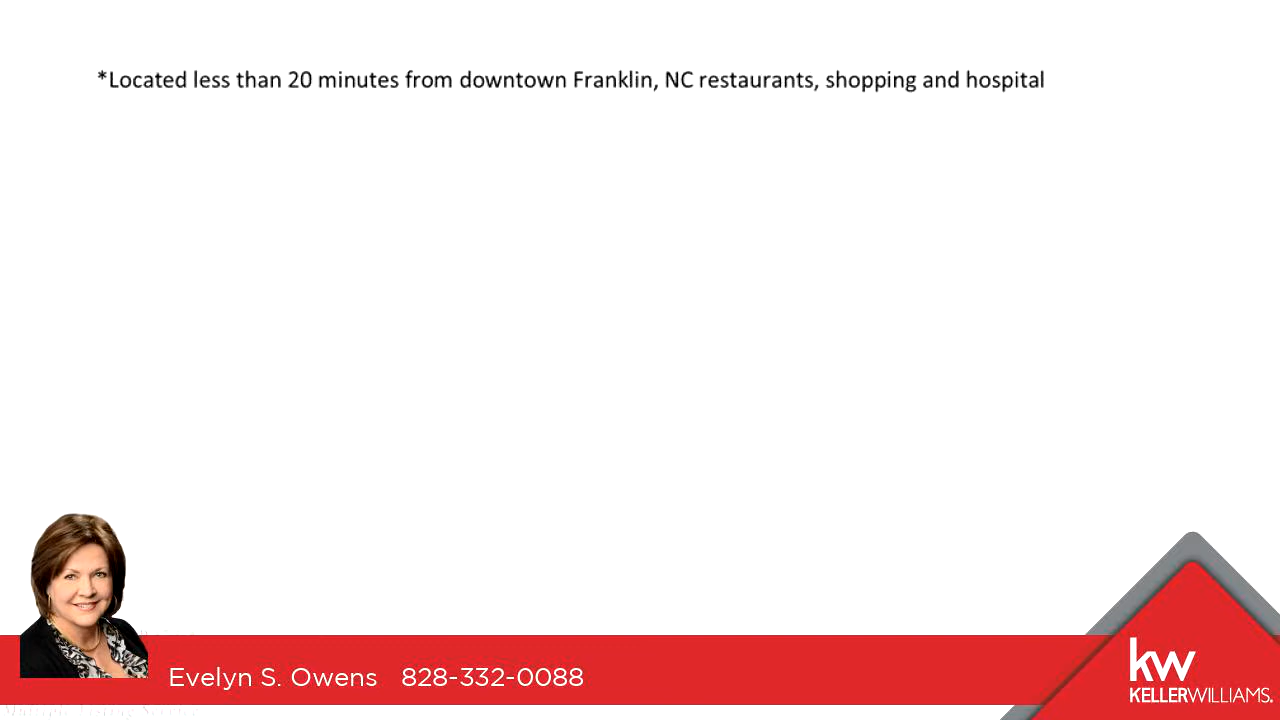 *Located less than 20 minutes from downtown Franklin, NC restaurants, shopping and hospital
Evelyn S. Owens 828-332-0088
kw
KELLERWILLIAMS.